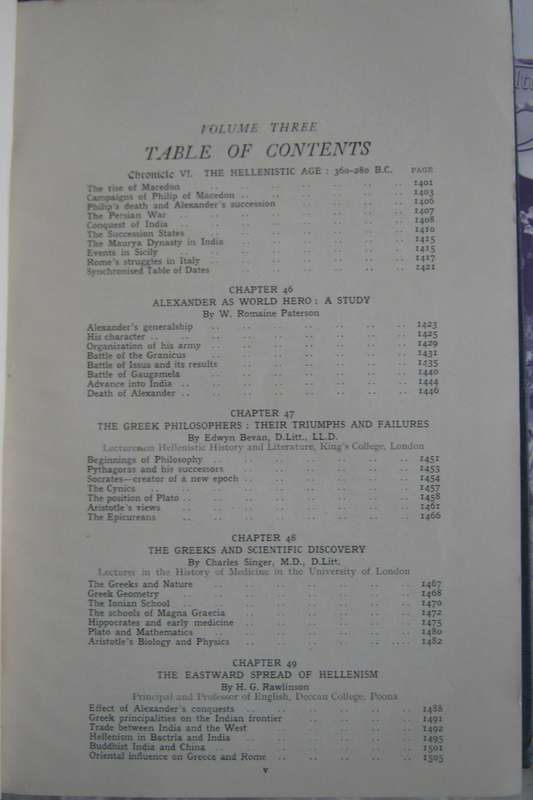 VOLUME THREE
TABLE OF CONTENTS
Chronicle VI. THE HELLENISTIC AGE : 360-280 B.C. PAGE
The rise of Macedon .. .. .. .. .. .. .. 1401
Campaigns of Philip of Macedon .. .. .. .. .. .. 1403
Philip's death and Alexander's succession .. .. .. .. 1406
The Persian War .. .. .. .. .. .. .. 1407
Conquest of India .. .. .. .. .. .. .. 1408
The Succession States .. .. .. .. .. .. 1410
The Maurya Dynasty in India .. .. .. .. .. .. 1415
Events in Sicily .. .. .. .. .. .. .. 1415
Rome's struggles in Italy .. .. .. .. .. .. 1417
Synchronised Table of Dates .. .. .. .. .. .. 1421
CHAPTER 46
ALEXANDER AS WORLD HERO : A STUDY
By W. Romaine Paterson
Alexander's generalship .. .. .. .. .. .. .. 1423
His character .. .. .. .. .. .. .. .. 1425
Organization of his army .. .. .. .. .. .. 1429
Battle of the Granicus .. .. .. .. .. .. .. 1431
Battle of Issus and its results .. .. .. .. .. .. 1435
Battle of Gaugamela .. .. .. .. .. .. .. 1440
Advance into India .. .. .. .. .. .. .. 1444
Death of Alexander .. .. .. .. .. .. .. 1446
CHAPTER 47
THE GREEK PHILOSOPHERS : THEIR TRIUMPHS AND FAILURES
By Edwyn Bevan, D.Litt., LL.D.
Lecturer on Hellenistic History and Literature, King's College, London
Beginnings of Philosophy .. .. .. .. .. .. .. 1451
Pythagoras and his successors .. .. .. .. .. .. 1453
Socrates—creator of a new epoch .. .. .. .. .. .. 1454
The Cynics .. .. .. .. .. .. .. .. 1457
The position of Plato .. .. .. .. .. .. .. 1458
Aristotle's views .. .. .. .. .. .. .. 1461
The Epicureans .. .. .. .. .. .. .. 1466
CHAPTER 48
THE GREEKS AND SCIENTIFIC DISCOVERY
By Charles Singer, M.D., D.Litt.
Lecturer in the History of Medicine in the University of London
The Greeks and Nature .. .. .. .. .. .. .. 1467
Greek Geometry .. .. .. .. .. .. .. 1468
The Ionian School .. .. .. .. .. .. .. 1470
The schools of Magna Graecia .. .. .. .. .. .. 1472
Hippocrates and early medicine .. .. .. .. .. .. 1475
Plato and Mathematics .. .. .. .. .. .. .. 1480
Aristotle's Biology and Physics .. .. .. .. .. .... 1482
CHAPTER 49
THE EASTWARD SPREAD OF HELLENISM
By H. G. Rawlinson
Principal and Professor of English, Deccan College, Poona
Effect of Alexander's conquests .. .. .. .. .. .. 1488
Greek principalities on the Indian frontier .. .. .. .. 1491
Trade between India and the West .. .. .. .. .. 1492
Hellenism in Bactria and India .. .. .. .. .. .. 1495
Buddhist India and China .. .. .. .. .. .. .. 1501
Oriental influence on Greece and Rome .. .. .. .. .. 1505
v